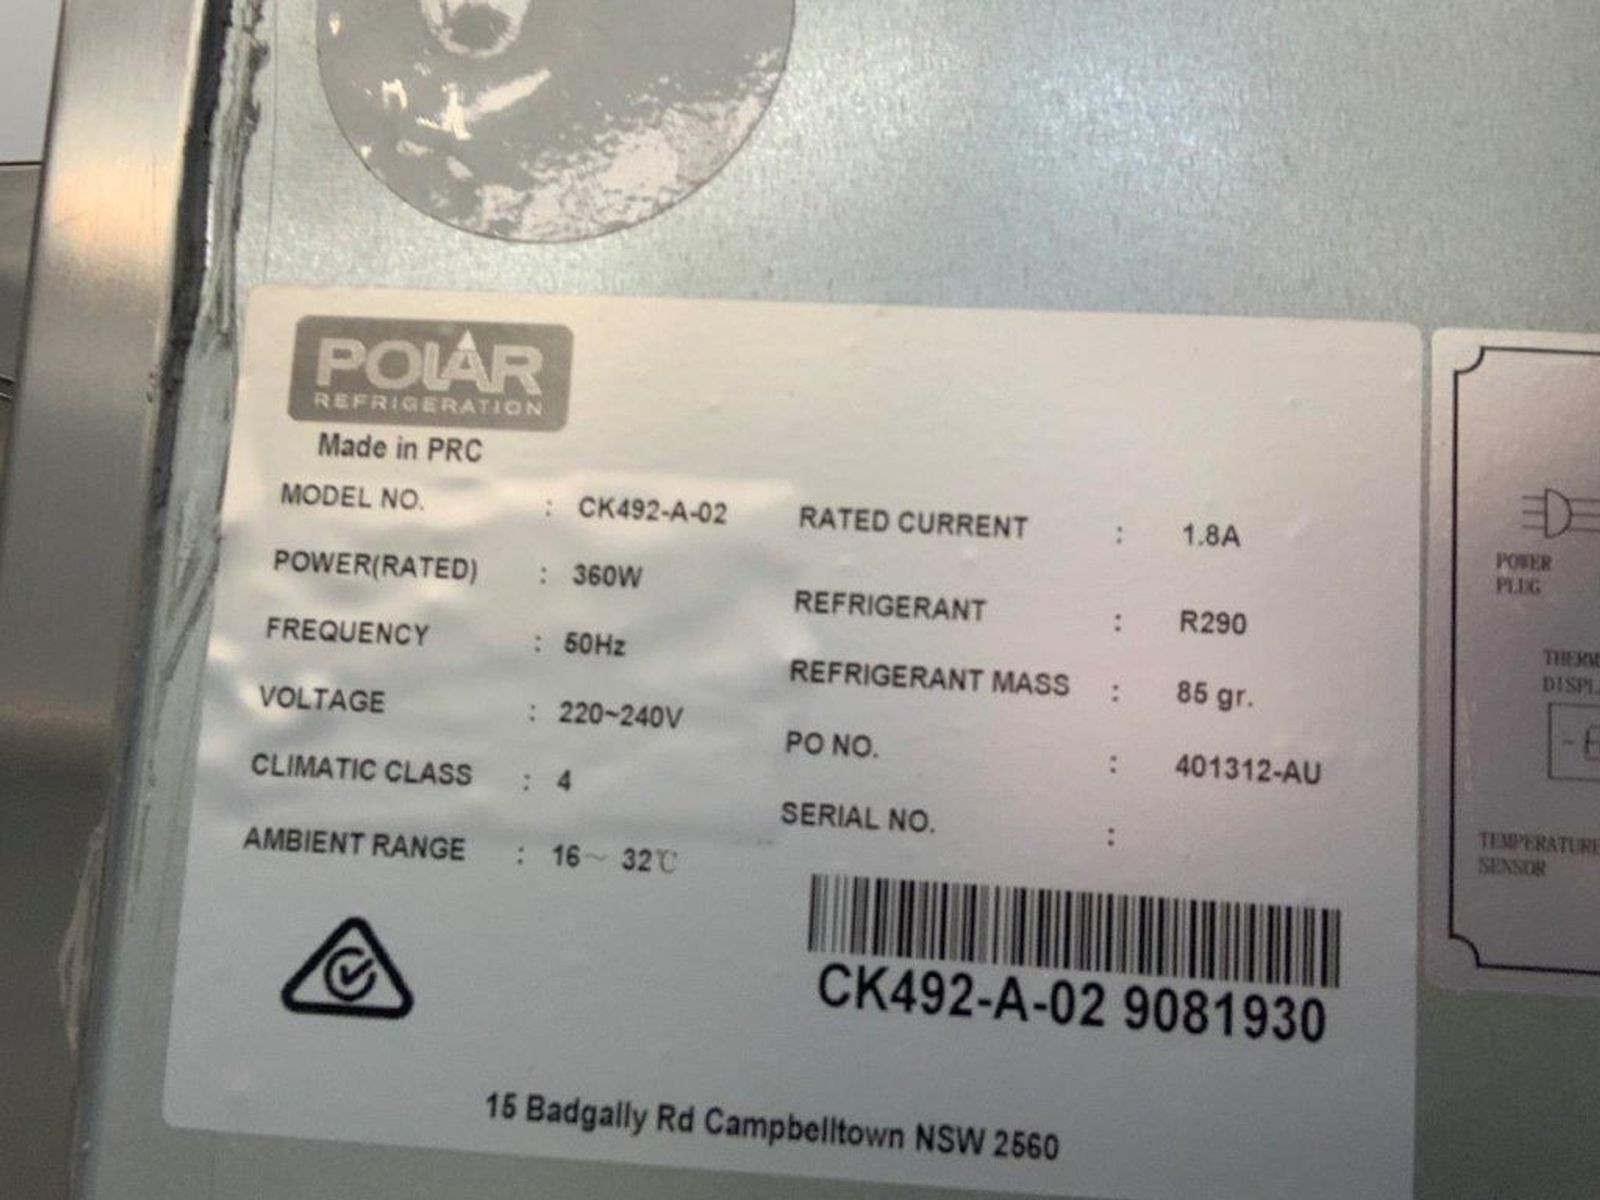 POLAR
REFRIGERATION
Made in PRC
MODEL NO. : CK492-A-02
POWER(RATED) : 360W
FREQUENCY : 50Hz
VOLTAGE : 220~240V
CLIMATIC CLASS : 4
AMBIENT RANGE : 16~ 32℃
RATED CURRENT : 1.8A
REFRIGERANT : R290
REFRIGERANT MASS : 85 gr.
PO NO. : 401312-AU
SERIAL NO. :
CK492-A-02 9081930
15 Badgally Rd Campbelltown NSW 2560
POWER
PLUG
TEMPERATURE
SENSOR